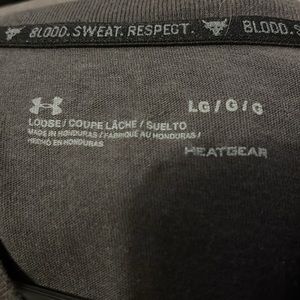 BLOOD. SWEAT. RESPECT.
BLOOD.
LG / G / G
LOOSE / COUPE LÂCHE / SUELTO
MADE IN HONDURAS / FABRIQUÉ AU HONDURAS /
HECHO EN HONDURAS
HEATGEAR